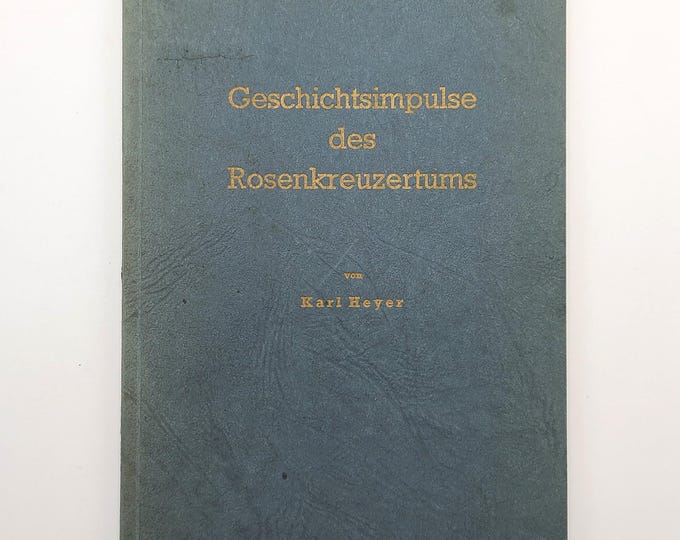 Geschichtsimpulse
des
Rosenkreuzertums
von
Karl Heyer